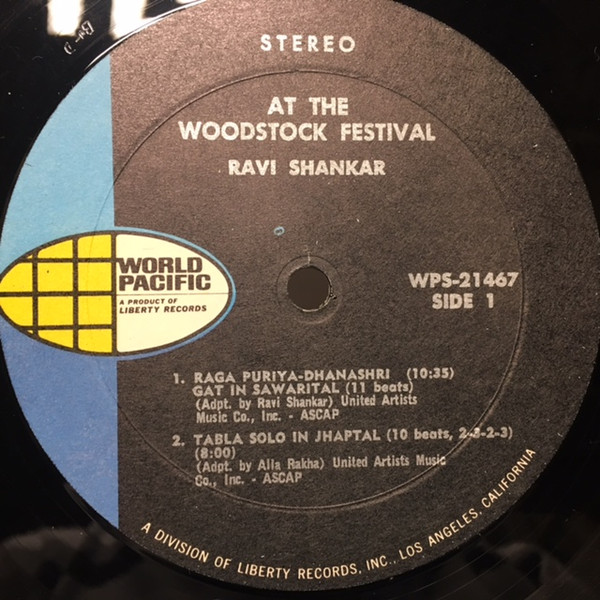 STEREO
AT THE
WOODSTOCK FESTIVAL
RAVI SHANKAR
WORLD
PACIFIC
A PRODUCT OF
LIBERTY RECORDS
WPS-21467
SIDE 1
1. RAGA PURIYA-DHANASHRI (10:35)
GAT IN SAWARITAL (11 beats)
(Adpt. by Ravi Shankar) United Artists
Music Co., Inc. - ASCAP
2. TABLA SOLO IN JHAPTAL (10 beats, 2-3-2-3)
(8:00)
(Adpt. by Alla Rakha) United Artists Music
Co., Inc. - ASCAP
A DIVISION OF LIBERTY RECORDS, INC., LOS ANGELES, CALIFORNIA